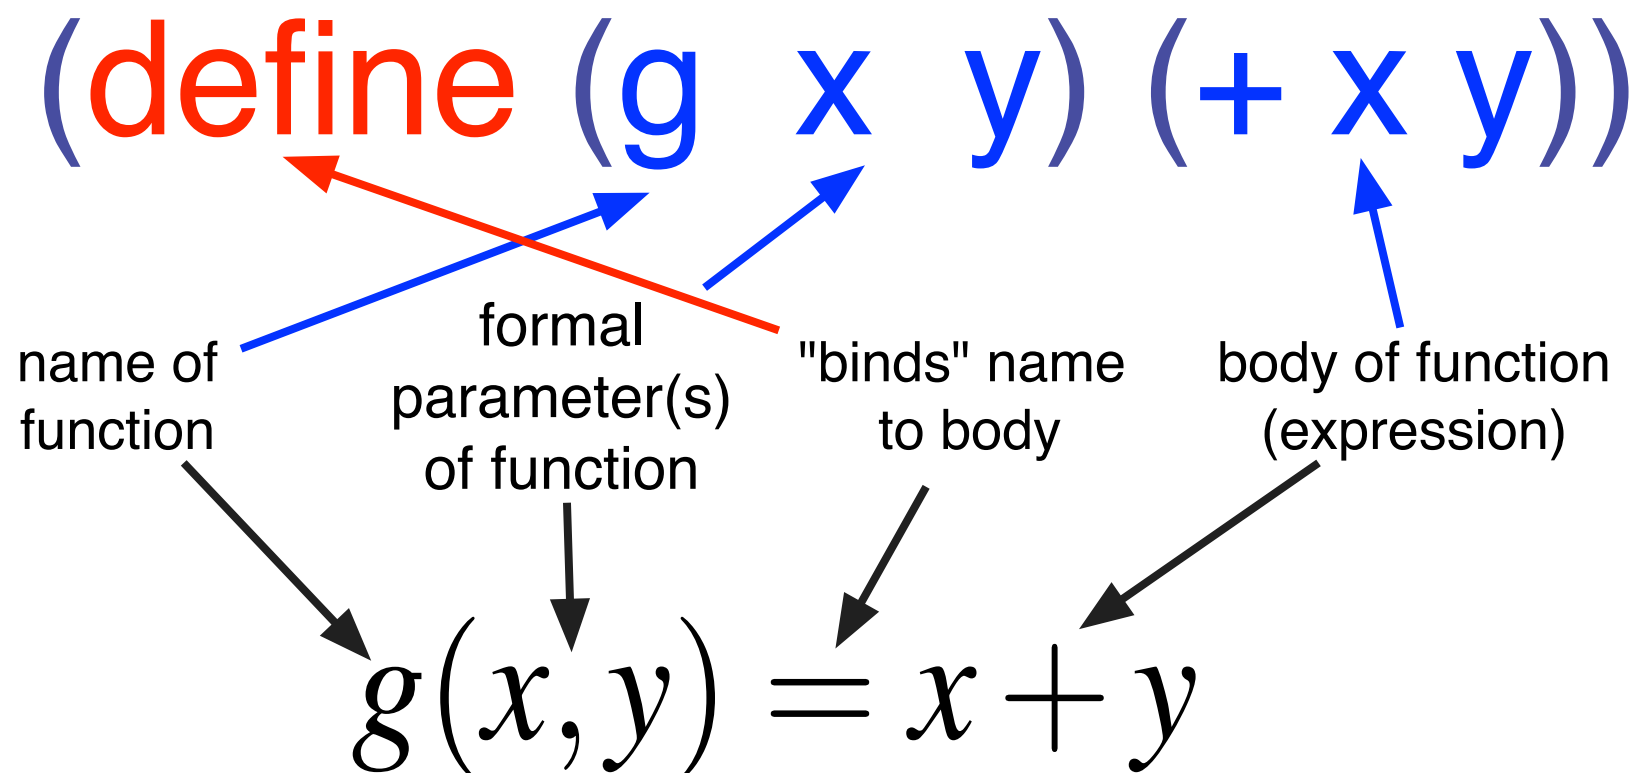 (define (g x y) (+ x y))
name of
function
formal
parameter(s)
of function
"binds" name
to body
body of function
(expression)
g(x, y) = x + y